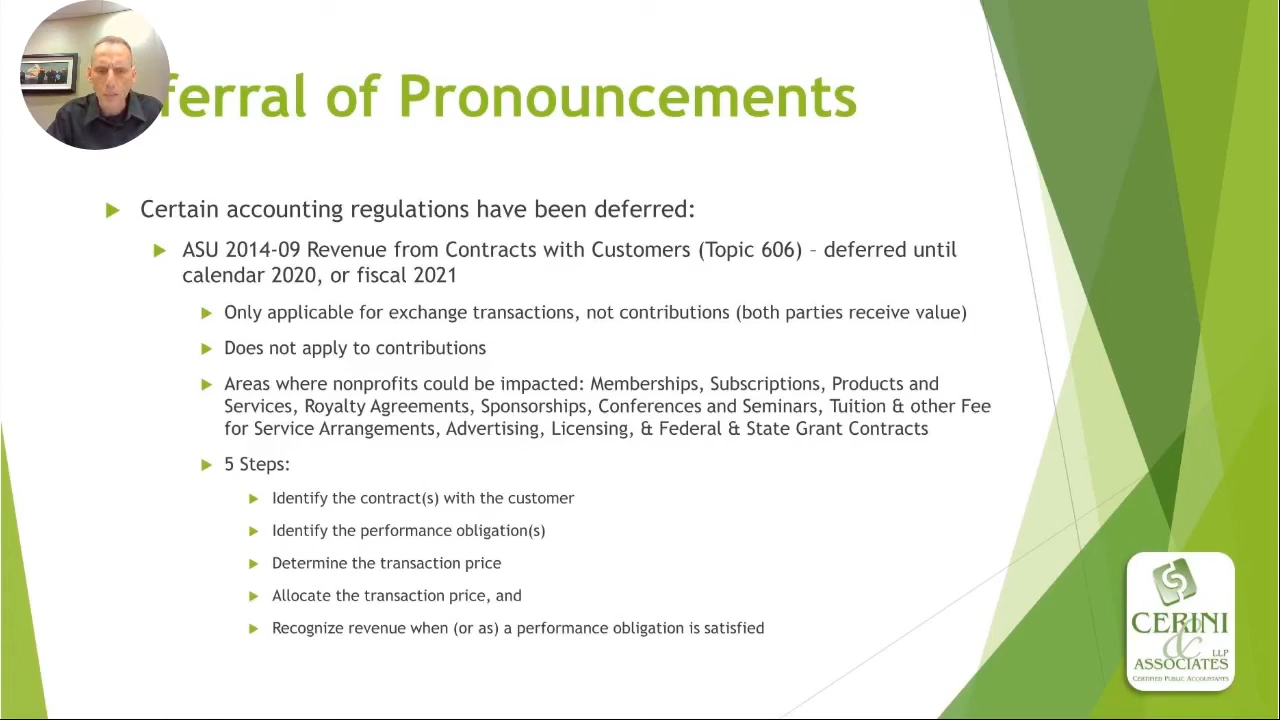 ferral of Pronouncements
Certain accounting regulations have been deferred:
ASU 2014-09 Revenue from Contracts with Customers (Topic 606) – deferred until
calendar 2020, or fiscal 2021
Only applicable for exchange transactions, not contributions (both parties receive value)
Does not apply to contributions
Areas where nonprofits could be impacted: Memberships, Subscriptions, Products and
Services, Royalty Agreements, Sponsorships, Conferences and Seminars, Tuition & other Fee
for Service Arrangements, Advertising, Licensing, & Federal & State Grant Contracts
5 Steps:
Identify the contract(s) with the customer
Identify the performance obligation(s)
Determine the transaction price
Allocate the transaction price, and
Recognize revenue when (or as) a performance obligation is satisfied
CERINI
&
LLP
ASSOCIATES
CERTIFIED PUBLIC ACCOUNTANTS